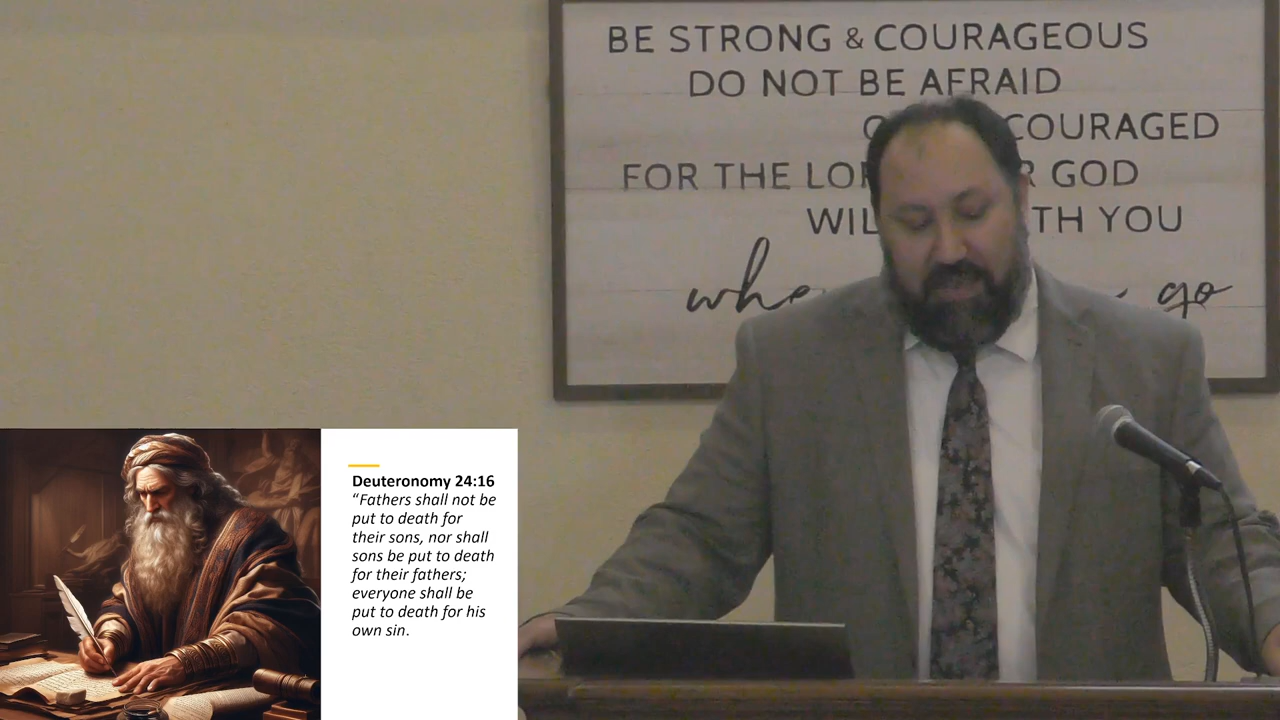 BE STRONG & COURAGEOUS
DO NOT BE AFRAID
COURAGED
FOR THE LOR R GOD
WIL TH YOU
whe go
Deuteronomy 24:16
“Fathers shall not be
put to death for
their sons, nor shall
sons be put to death
for their fathers;
everyone shall be
put to death for his
own sin.